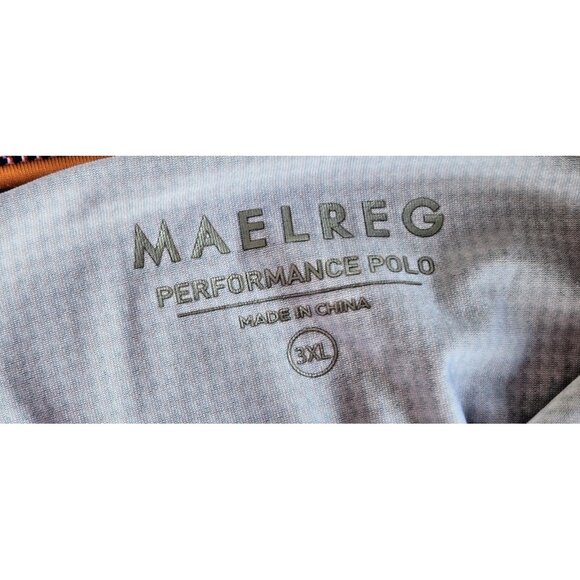 MAELREG
PERFORMANCE POLO
MADE IN CHINA
3XL